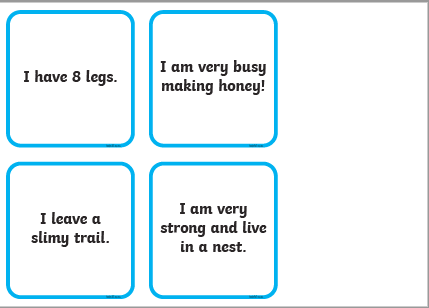 I have 8 legs.
I am very busy
making honey!
I leave a
slimy trail.
I am very
strong and live
in a nest.